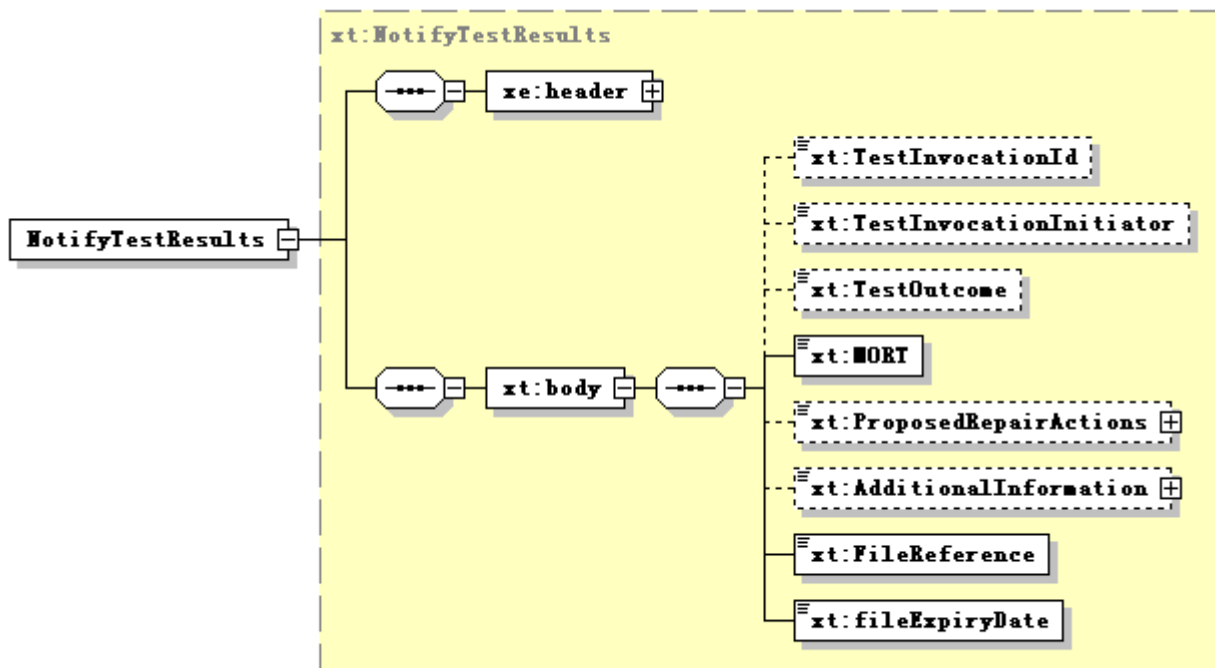 xt:NotifyTestResults
xe:header
xt:TestInvocationId
xt:TestInvocationInitiator
NotifyTestResults
xt:TestOutcome
xt:MORT
xt:body
xt:ProposedRepairActions
xt:AdditionalInformation
xt:FileReference
xt:fileExpiryDate